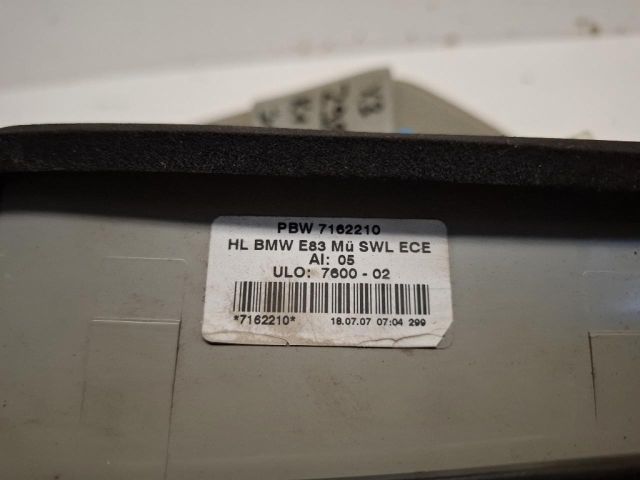 PBW 7162210
HL BMW E83 Mü SWL ECE
AI: 05
ULO: 7600 - 02
*7162210* 18.07.07 07:04 299